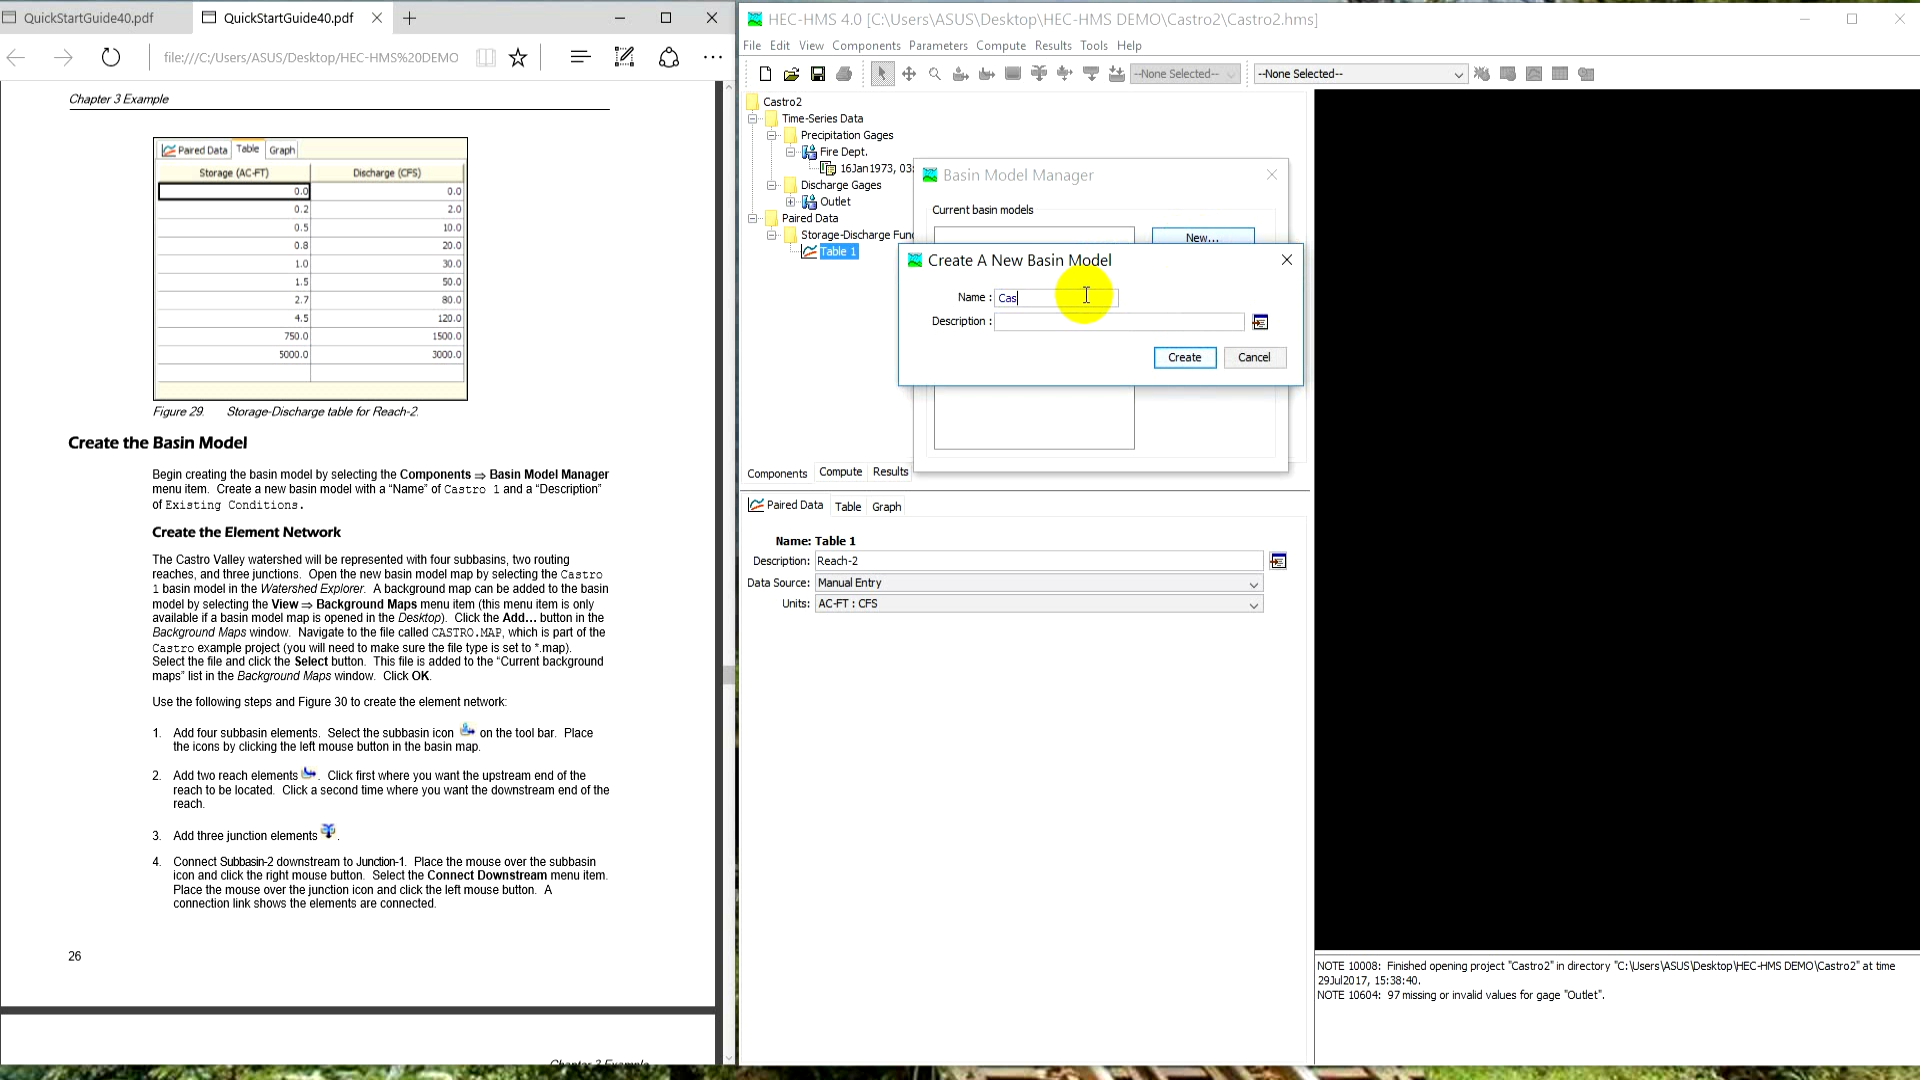 QuickStartGuide40.pdf
QuickStartGuide40.pdf
file:///C:/Users/ASUS/Desktop/HEC-HMS%20DEMO
Chapter 3 Example
Paired Data Table Graph
Storage (AC-FT) Discharge (CFS)
0.0 0.0
0.2 2.0
0.5 10.0
0.8 20.0
1.0 30.0
1.5 50.0
2.7 80.0
4.5 120.0
750.0 1500.0
5000.0 3000.0
Figure 29. Storage-Discharge table for Reach-2.
Create the Basin Model
Begin creating the basin model by selecting the Components ⇒ Basin Model Manager
menu item. Create a new basin model with a “Name” of Castro 1 and a “Description”
of Existing Conditions.
Create the Element Network
The Castro Valley watershed will be represented with four subbasins, two routing
reaches, and three junctions. Open the new basin model map by selecting the Castro
1 basin model in the Watershed Explorer. A background map can be added to the basin
model by selecting the View ⇒ Background Maps menu item (this menu item is only
available if a basin model map is opened in the Desktop). Click the Add… button in the
Background Maps window. Navigate to the file called CASTRO.MAP, which is part of the
Castro example project (you will need to make sure the file type is set to *.map).
Select the file and click the Select button. This file is added to the “Current background
maps” list in the Background Maps window. Click OK.
Use the following steps and Figure 30 to create the element network:
1. Add four subbasin elements. Select the subbasin icon on the tool bar. Place
the icons by clicking the left mouse button in the basin map.
2. Add two reach elements . Click first where you want the upstream end of the
reach to be located. Click a second time where you want the downstream end of the
reach.
3. Add three junction elements .
4. Connect Subbasin-2 downstream to Junction-1. Place the mouse over the subbasin
icon and click the right mouse button. Select the Connect Downstream menu item.
Place the mouse over the junction icon and click the left mouse button. A
connection link shows the elements are connected.
26
Chapter 3 Example
HEC-HMS 4.0 [C:\Users\ASUS\Desktop\HEC-HMS DEMO\Castro2\Castro2.hms]
File Edit View Components Parameters Compute Results Tools Help
--None Selected-- --None Selected--
Castro2
Time-Series Data
Precipitation Gages
Fire Dept.
16Jan1973, 03:
Discharge Gages
Outlet
Paired Data
Storage-Discharge Func
Table 1
Basin Model Manager
Current basin models
New...
Create A New Basin Model
Name : Cas
Description :
Create Cancel
Components Compute Results
Paired Data Table Graph
Name: Table 1
Description: Reach-2
Data Source: Manual Entry
Units: AC-FT : CFS
NOTE 10008: Finished opening project "Castro2" in directory "C:\Users\ASUS\Desktop\HEC-HMS DEMO\Castro2" at time
29Jul2017, 15:38:40.
NOTE 10604: 97 missing or invalid values for gage "Outlet".